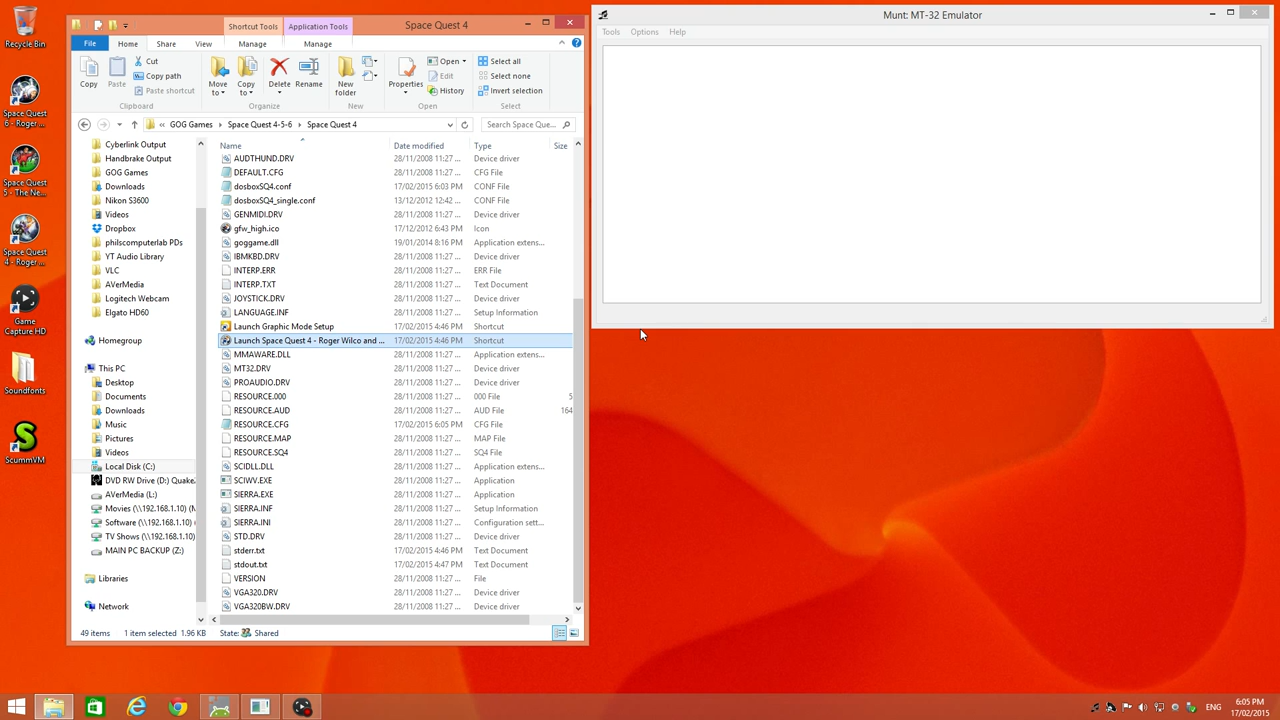 Recycle Bin
Space Quest
6 - Roger ...
Space Quest
5 - The Ne...
Space Quest
4 - Roger ...
Game
Capture HD
Soundfonts
ScummVM
Shortcut Tools
Application Tools
Space Quest 4
File
Home
Share
View
Manage
Manage
Copy
Paste
Cut
Copy path
Paste shortcut
Clipboard
Move
to
Copy
to
Delete
Rename
Organize
New
folder
New
Properties
Open
Edit
History
Open
Select all
Select none
Invert selection
Select
« GOG Games
Space Quest 4-5-6
Space Quest 4
Search Space Que...
Cyberlink Output
Handbrake Output
GOG Games
Downloads
Nikon S3600
Videos
Dropbox
philscomputerlab PDs
YT Audio Library
VLC
AVerMedia
Logitech Webcam
Elgato HD60
Homegroup
This PC
Desktop
Documents
Downloads
Music
Pictures
Videos
Local Disk (C:)
DVD RW Drive (D:) Quake.
AVerMedia (L:)
Movies (\\192.168.1.10) (M
Software (\\192.168.1.10)
TV Shows (\\192.168.1.10)
MAIN PC BACKUP (Z:)
Libraries
Network
Name Date modified Type Size
AUDTHUND.DRV 28/11/2008 11:27 ... Device driver
DEFAULT.CFG 28/11/2008 11:27 ... CFG File
dosboxSQ4.conf 17/02/2015 6:03 PM CONF File
dosboxSQ4_single.conf 13/12/2012 12:42 ... CONF File
GENMIDI.DRV 28/11/2008 11:27 ... Device driver
gfw_high.ico 17/12/2012 6:43 PM Icon
goggame.dll 19/01/2014 8:16 PM Application extens...
IBMKBD.DRV 28/11/2008 11:27 ... Device driver
INTERP.ERR 28/11/2008 11:27 ... ERR File
INTERP.TXT 28/11/2008 11:27 ... Text Document
JOYSTICK.DRV 28/11/2008 11:27 ... Device driver
LANGUAGE.INF 28/11/2008 11:27 ... Setup Information
Launch Graphic Mode Setup 17/02/2015 4:46 PM Shortcut
Launch Space Quest 4 - Roger Wilco and ... 17/02/2015 4:46 PM Shortcut
MMAWARE.DLL 28/11/2008 11:27 ... Application extens...
MT32.DRV 28/11/2008 11:27 ... Device driver
PROAUDIO.DRV 28/11/2008 11:27 ... Device driver
RESOURCE.000 28/11/2008 11:27 ... 000 File 5
RESOURCE.AUD 28/11/2008 11:27 ... AUD File 164
RESOURCE.CFG 17/02/2015 6:05 PM CFG File
RESOURCE.MAP 28/11/2008 11:27 ... MAP File
RESOURCE.SQ4 28/11/2008 11:27 ... SQ4 File
SCIDLL.DLL 28/11/2008 11:27 ... Application extens...
SCIWV.EXE 28/11/2008 11:27 ... Application
SIERRA.EXE 28/11/2008 11:27 ... Application
SIERRA.INF 28/11/2008 11:27 ... Setup Information
SIERRA.INI 28/11/2008 11:27 ... Configuration sett...
STD.DRV 28/11/2008 11:27 ... Device driver
stderr.txt 17/02/2015 4:46 PM Text Document
stdout.txt 17/02/2015 4:47 PM Text Document
VERSION 28/11/2008 11:27 ... File
VGA320.DRV 28/11/2008 11:27 ... Device driver
VGA320BW.DRV 28/11/2008 11:27 ... Device driver
49 items 1 item selected 1.96 KB State: Shared
Munt: MT-32 Emulator
Tools Options Help
ENG
6:05 PM
17/02/2015